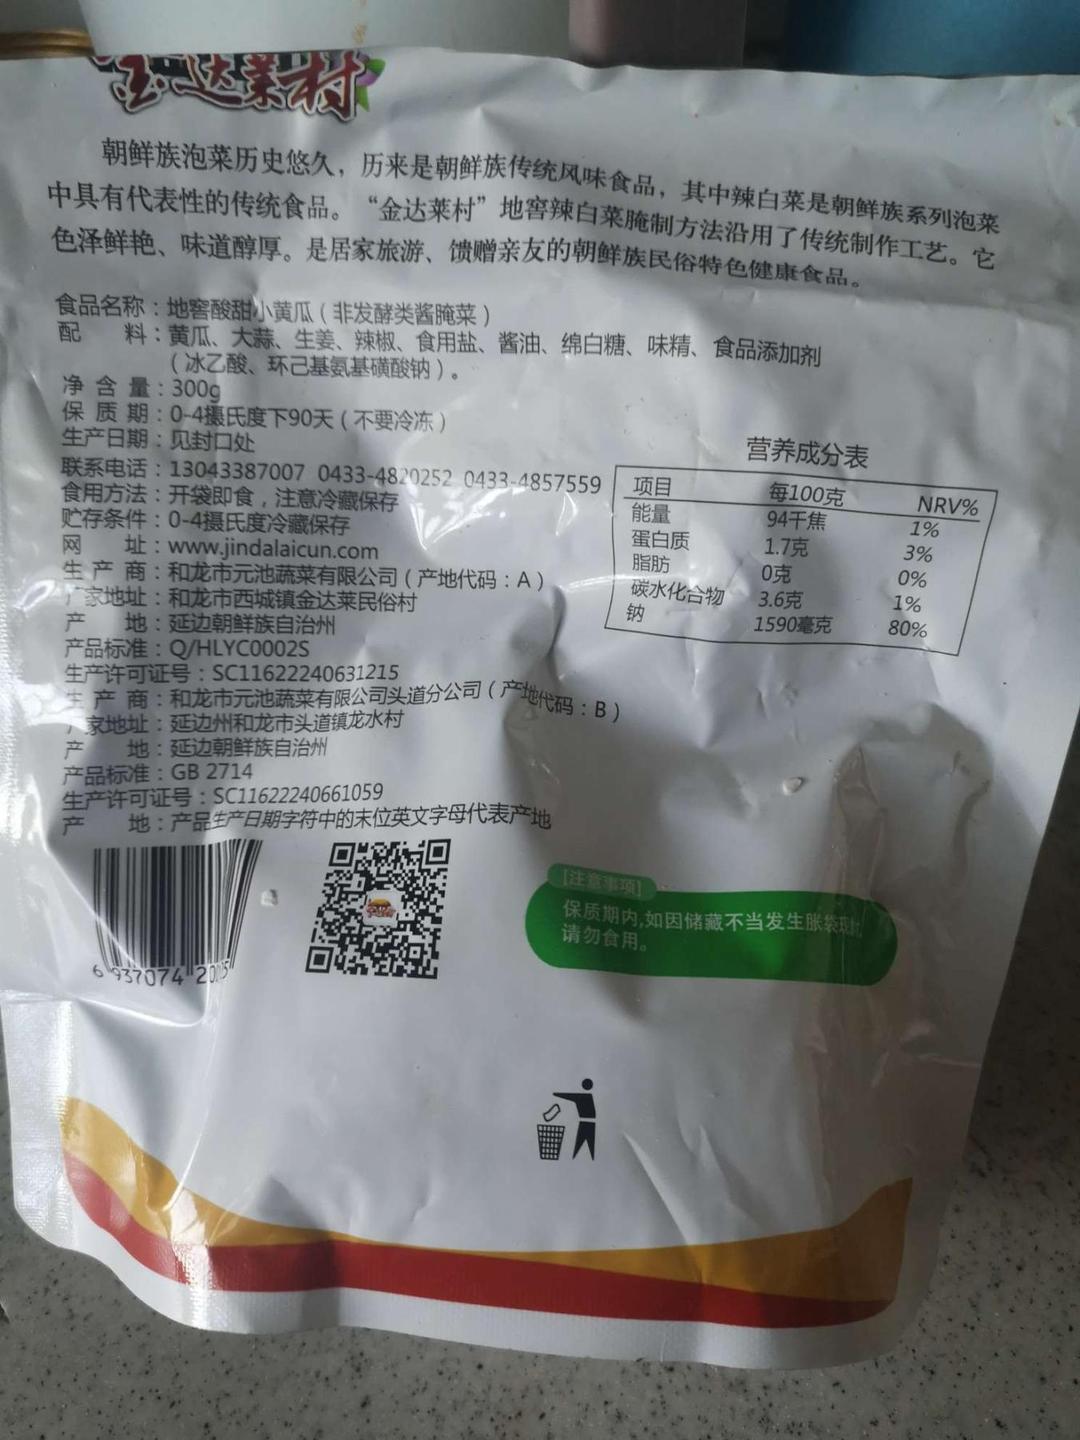 金达莱村
朝鲜族泡菜历史悠久，历来是朝鲜族传统风味食品，其中辣白菜是朝鲜族系列泡菜
中具有代表性的传统食品。“金达莱村”地窖辣白菜腌制方法沿用了传统制作工艺。它
色泽鲜艳、味道醇厚。是居家旅游、馈赠亲友的朝鲜族民俗特色健康食品。
食品名称：地窖酸甜小黄瓜（非发酵类酱腌菜）
配 料：黄瓜、大蒜、生姜、辣椒、食用盐、酱油、绵白糖、味精、食品添加剂
（冰乙酸、环己基氨基磺酸钠）。
净 含 量：300g
保 质 期：0-4摄氏度下90天（不要冷冻）
生产日期：见封口处
联系电话：13043387007 0433-4820252 0433-4857559
食用方法：开袋即食，注意冷藏保存
贮存条件：0-4摄氏度冷藏保存
网 址：www.jindalaicun.com
生 产 商：和龙市元池蔬菜有限公司（产地代码：A）
厂家地址：和龙市西城镇金达莱民俗村
产 地：延边朝鲜族自治州
产品标准：Q/HLYC0002S
生产许可证号：SC11622240631215
生 产 商：和龙市元池蔬菜有限公司头道分公司（产地代码：B）
厂家地址：延边州和龙市头道镇龙水村
产 地：延边朝鲜族自治州
产品标准：GB 2714
生产许可证号：SC11622240661059
产 地：产品生产日期字符中的末位英文字母代表产地
营养成分表
项目 每100克 NRV%
能量 94千焦 1%
蛋白质 1.7克 3%
脂肪 0克 0%
碳水化合物 3.6克 1%
钠 1590毫克 80%
6 937074
[注意事项]
保质期内,如因储藏不当发生胀袋现
请勿食用。